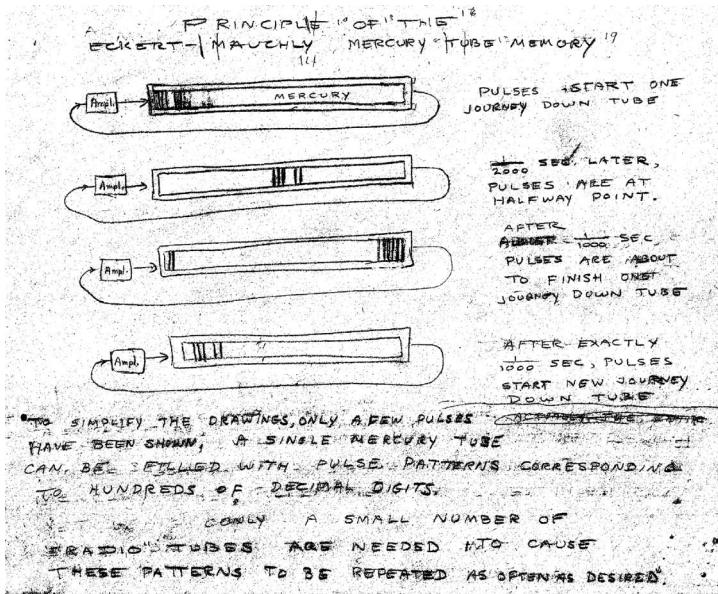 PRINCIPLE OF THE
ECKERT-MAUCHLY MERCURY TUBE MEMORY
Ampl.
MERCURY
PULSES START ONE
JOURNEY DOWN TUBE
Ampl.
1/2000 SEC. LATER,
PULSES ARE AT
HALFWAY POINT.
Ampl.
AFTER
1/1000 SEC
PULSES ARE ABOUT
TO FINISH ONE
JOURNEY DOWN TUBE
Ampl.
AFTER EXACTLY
1/1000 SEC, PULSES
START NEW JOURNEY
DOWN TUBE
TO SIMPLIFY THE DRAWINGS, ONLY A FEW PULSES
HAVE BEEN SHOWN; A SINGLE MERCURY TUBE
CAN BE FILLED WITH PULSE PATTERNS CORRESPONDING
TO HUNDREDS OF DECIMAL DIGITS.
ONLY A SMALL NUMBER OF
"RADIO" TUBES ARE NEEDED TO CAUSE
THESE PATTERNS TO BE REPEATED AS OFTEN AS DESIRED.